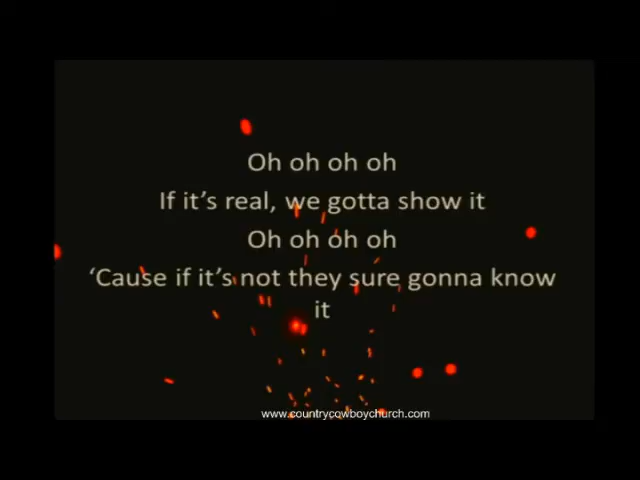 Oh oh oh oh
If it’s real, we gotta show it
Oh oh oh oh
‘Cause if it’s not they sure gonna know
it
www.countrycowboychurch.com